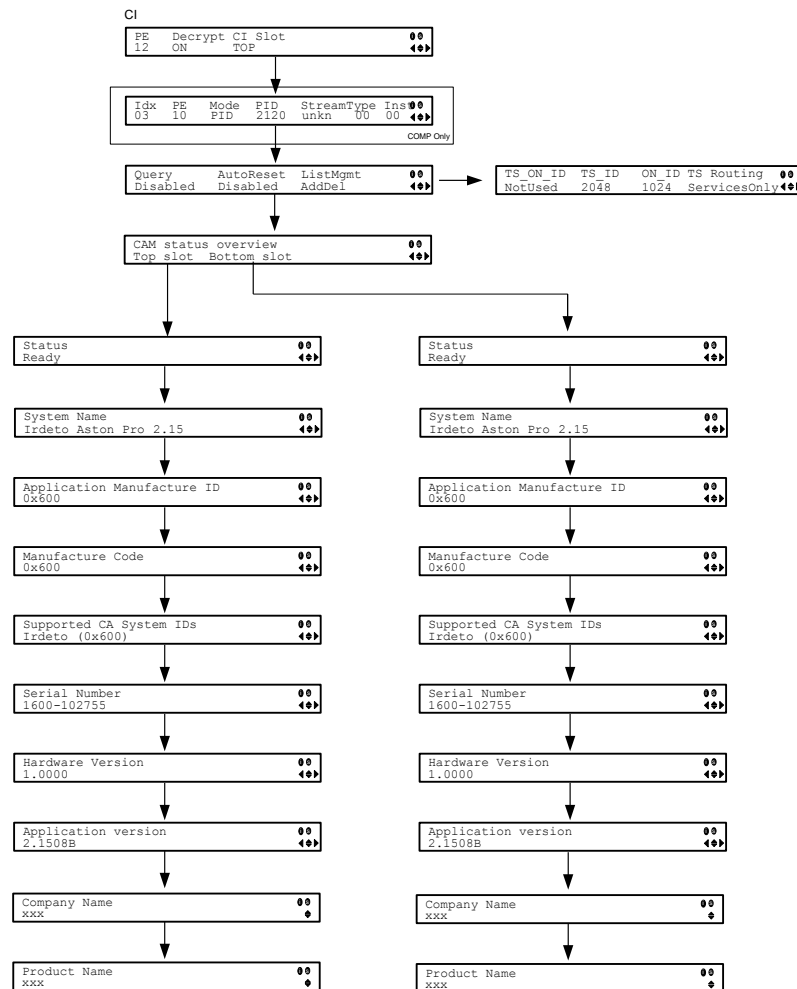 CI
PE Decrypt CI Slot
12 ON TOP
Idx PE Mode PID StreamType Inst
03 10 PID 2120 unkn 00 00
COMP Only
Query AutoReset ListMgmt
Disabled Disabled AddDel
TS_ON_ID TS_ID ON_ID TS Routing
NotUsed 2048 1024 ServicesOnly
CAM status overview
Top slot Bottom slot
Status
Ready
System Name
Irdeto Aston Pro 2.15
Application Manufacture ID
0x600
Manufacture Code
0x600
Supported CA System IDs
Irdeto (0x600)
Serial Number
1600-102755
Hardware Version
1.0000
Application version
2.1508B
Company Name
xxx
Product Name
xxx
Status
Ready
System Name
Irdeto Aston Pro 2.15
Application Manufacture ID
0x600
Manufacture Code
0x600
Supported CA System IDs
Irdeto (0x600)
Serial Number
1600-102755
Hardware Version
1.0000
Application version
2.1508B
Company Name
xxx
Product Name
xxx